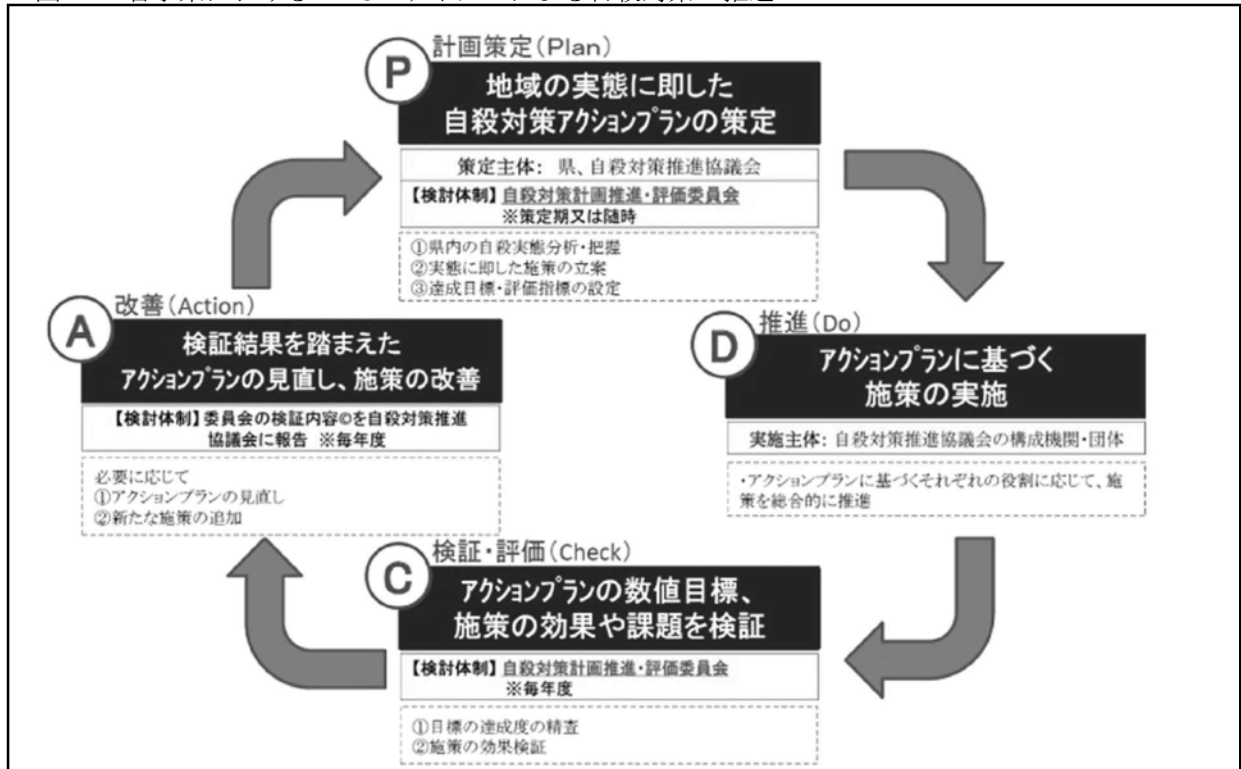 計画策定(Plan)
P
地域の実態に即した
自殺対策アクションプランの策定
策定主体: 県、自殺対策推進協議会
【検討体制】自殺対策計画推進・評価委員会
※策定期又は随時
①県内の自殺実態分析・把握
②実態に即した施策の立案
③達成目標・評価指標の設定
推進(Do)
D
アクションプランに基づく
施策の実施
実施主体: 自殺対策推進協議会の構成機関・団体
・アクションプランに基づくそれぞれの役割に応じて、施
策を総合的に推進
検証・評価(Check)
C
アクションプランの数値目標、
施策の効果や課題を検証
【検討体制】自殺対策計画推進・評価委員会
※毎年度
①目標の達成度の精査
②施策の効果検証
改善(Action)
A
検証結果を踏まえた
アクションプランの見直し、施策の改善
【検討体制】委員会の検証内容©を自殺対策推進
協議会に報告 ※毎年度
必要に応じて
①アクションプランの見直し
②新たな施策の追加